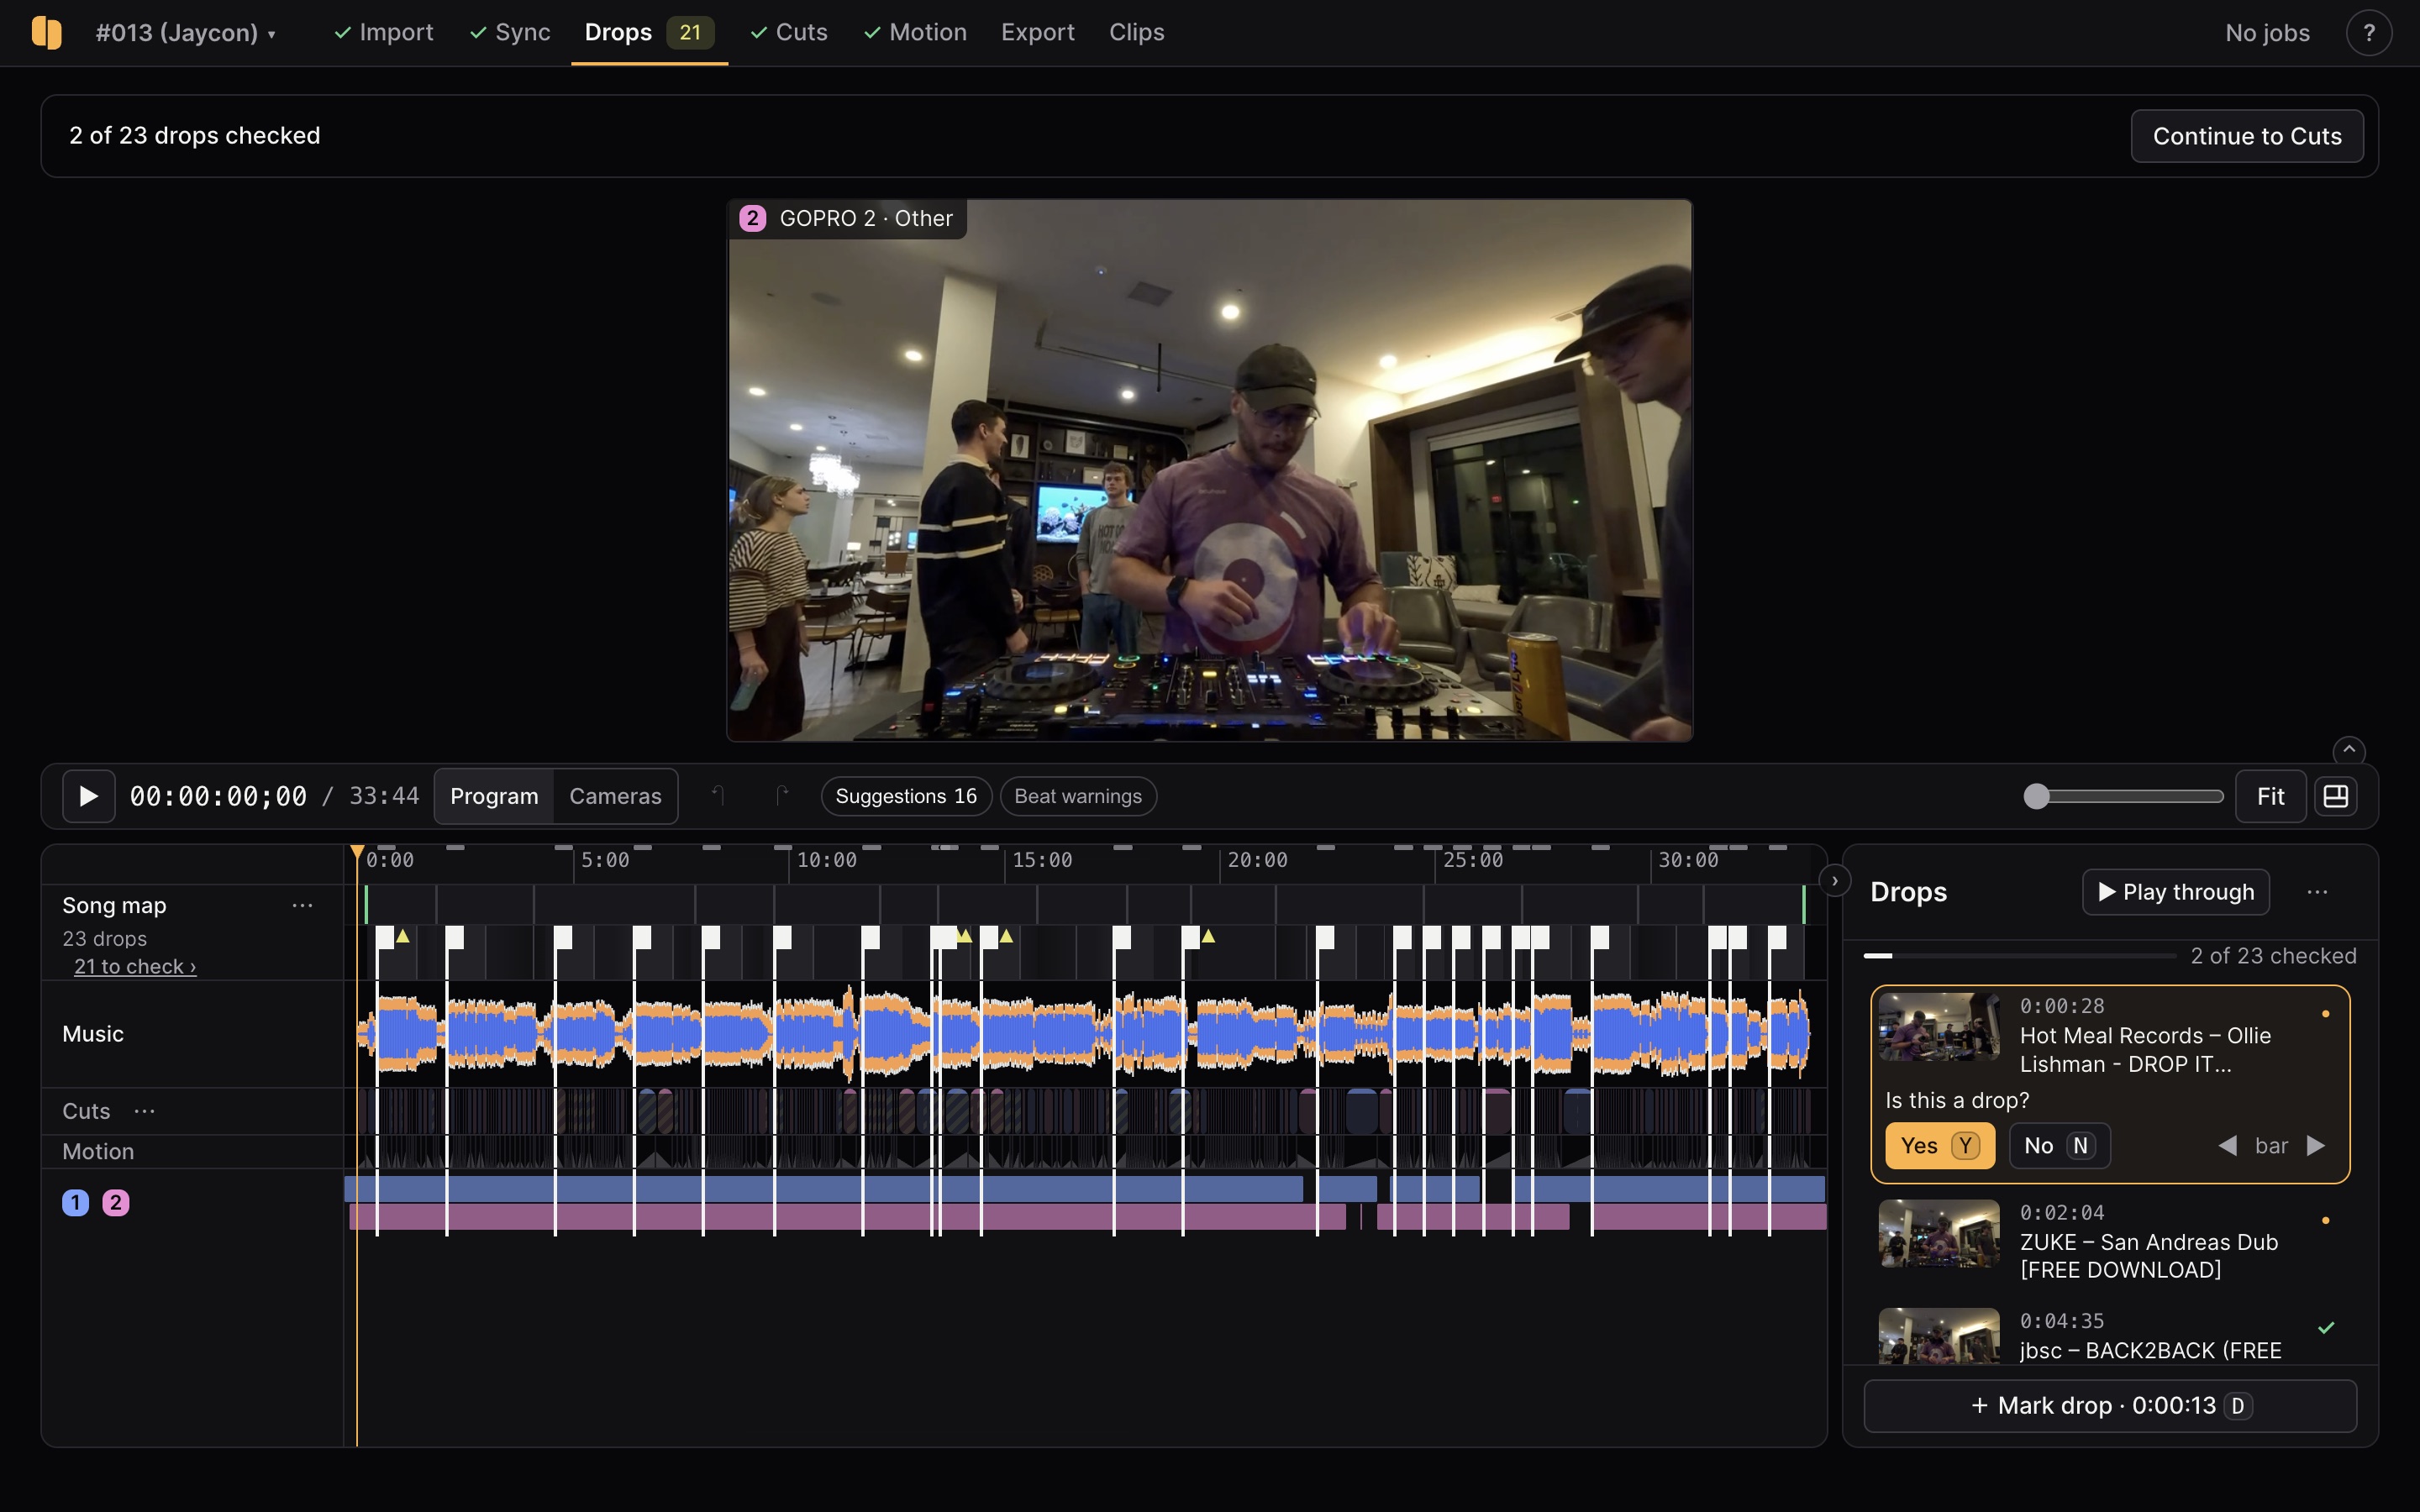 #013 (Jaycon)
Import
Sync
Drops 21
Cuts
Motion
Export
Clips
No jobs
?
2 of 23 drops checked
Continue to Cuts
2 GOPRO 2 · Other
00:00:00;00 / 33:44
Program
Cameras
Suggestions 16
Beat warnings
Fit
0:00
5:00
10:00
15:00
20:00
25:00
30:00
Song map
23 drops
21 to check ›
Music
Cuts
Motion
1 2
Drops
Play through
2 of 23 checked
0:00:28
Hot Meal Records – Ollie
Lishman - DROP IT...
Is this a drop?
Yes Y
No N
bar
0:02:04
ZUKE – San Andreas Dub
[FREE DOWNLOAD]
0:04:35
jbsc – BACK2BACK (FREE
+ Mark drop · 0:00:13 D